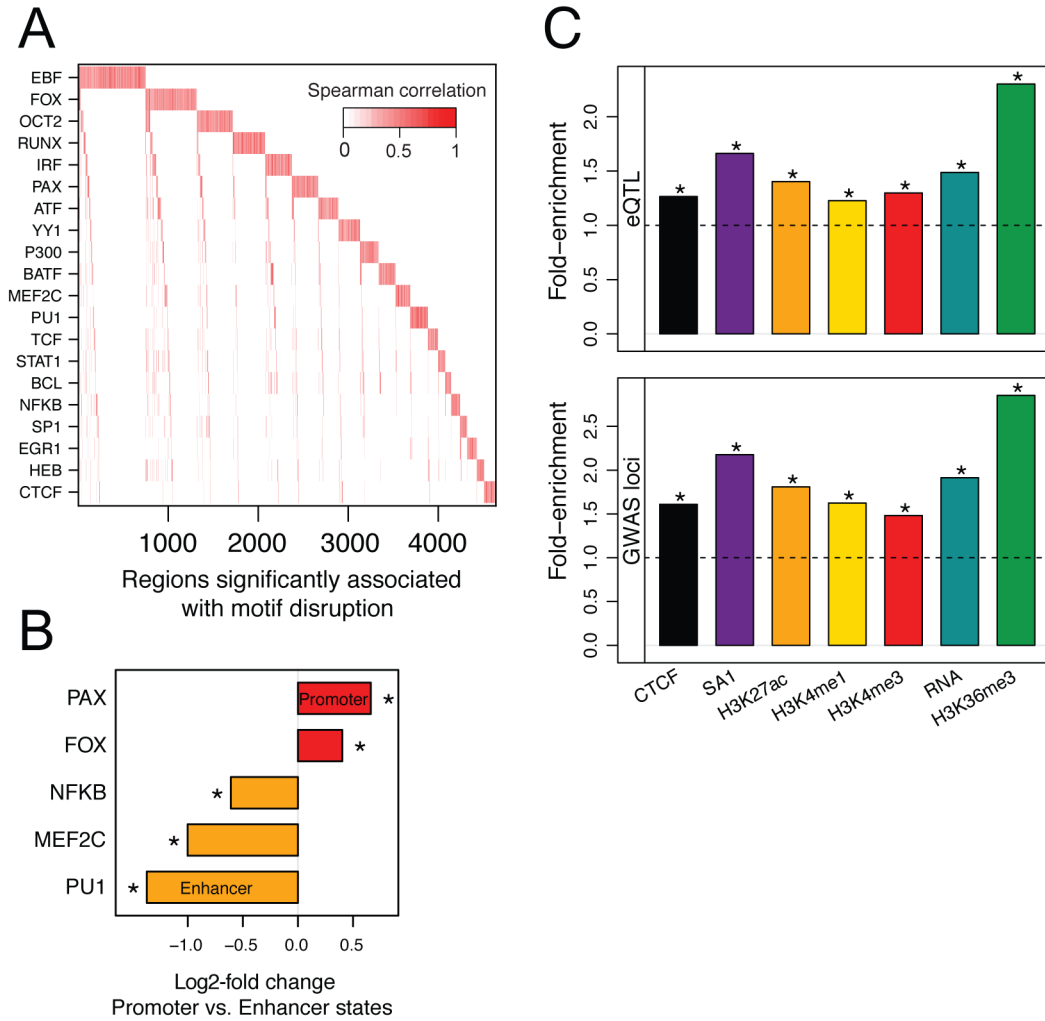 A
EBF
FOX
OCT2
RUNX
IRF
PAX
ATF
YY1
P300
BATF
MEF2C
PU1
TCF
STAT1
BCL
NFKB
SP1
EGR1
HEB
CTCF
Spearman correlation
0 0.5 1
1000 2000 3000 4000
Regions significantly associated
with motif disruption
B
PAX
FOX
NFKB
MEF2C
PU1
Promoter *
*
*
*
* Enhancer
−1.0 −0.5 0.0 0.5
Log2-fold change
Promoter vs. Enhancer states
C
Fold−enrichment
0.0 0.5 1.0 1.5 2.0
eQTL
* * * * * * *
Fold−enrichment
0.0 0.5 1.0 1.5 2.0 2.5
GWAS loci
* * * * * * *
CTCF
SA1
H3K27ac
H3K4me1
H3K4me3
RNA
H3K36me3